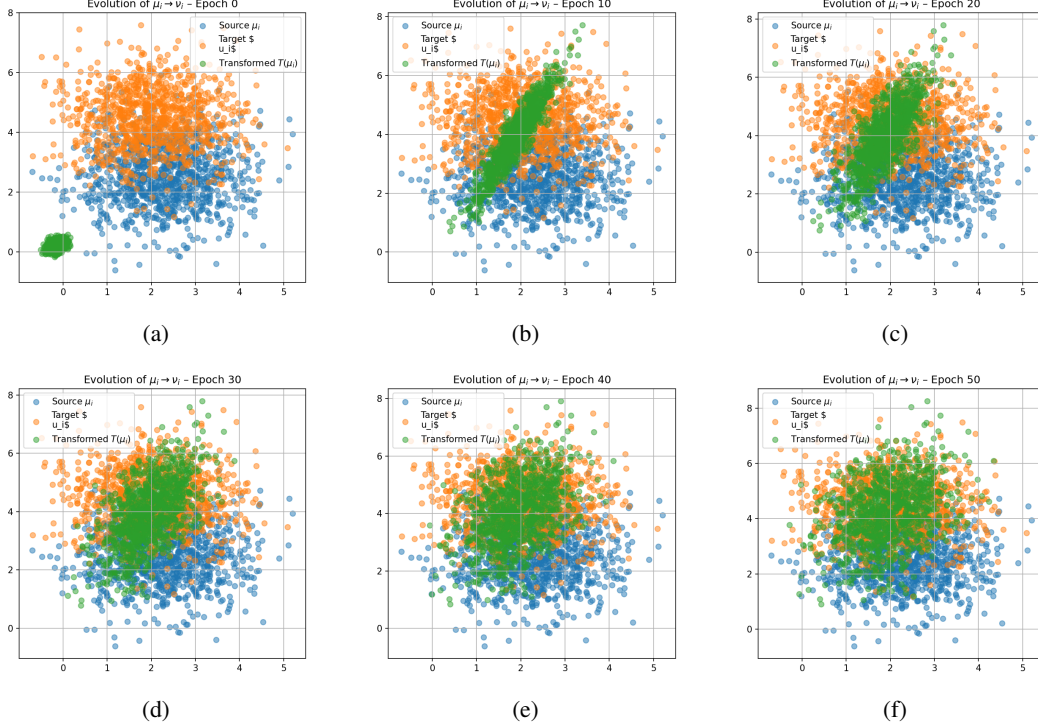 Evolution of μᵢ → νᵢ – Epoch 0
Source μᵢ
Target $
u_i$
Transformed T(μᵢ)
8
6
4
2
0
0 1 2 3 4 5
(a)
Evolution of μᵢ → νᵢ – Epoch 10
Source μᵢ
Target $
u_i$
Transformed T(μᵢ)
8
6
4
2
0
0 1 2 3 4 5
(b)
Evolution of μᵢ → νᵢ – Epoch 20
Source μᵢ
Target $
u_i$
Transformed T(μᵢ)
8
6
4
2
0
0 1 2 3 4 5
(c)
Evolution of μᵢ → νᵢ – Epoch 30
Source μᵢ
Target $
u_i$
Transformed T(μᵢ)
8
6
4
2
0
0 1 2 3 4 5
(d)
Evolution of μᵢ → νᵢ – Epoch 40
Source μᵢ
Target $
u_i$
Transformed T(μᵢ)
8
6
4
2
0
0 1 2 3 4 5
(e)
Evolution of μᵢ → νᵢ – Epoch 50
Source μᵢ
Target $
u_i$
Transformed T(μᵢ)
8
6
4
2
0
0 1 2 3 4 5
(f)